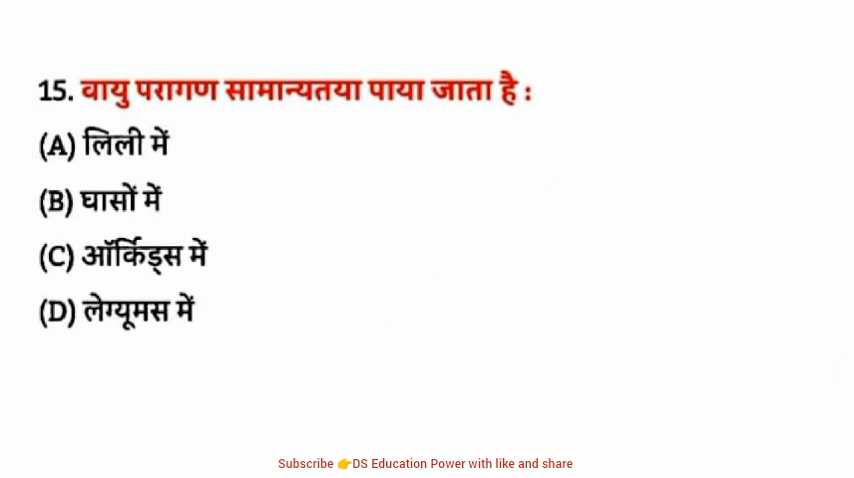 15. वायु परागण सामान्यतया पाया जाता है :
(A) लिली में
(B) घासों में
(C) ऑर्किड्स में
(D) लेग्यूमस में
Subscribe 👉DS Education Power with like and share